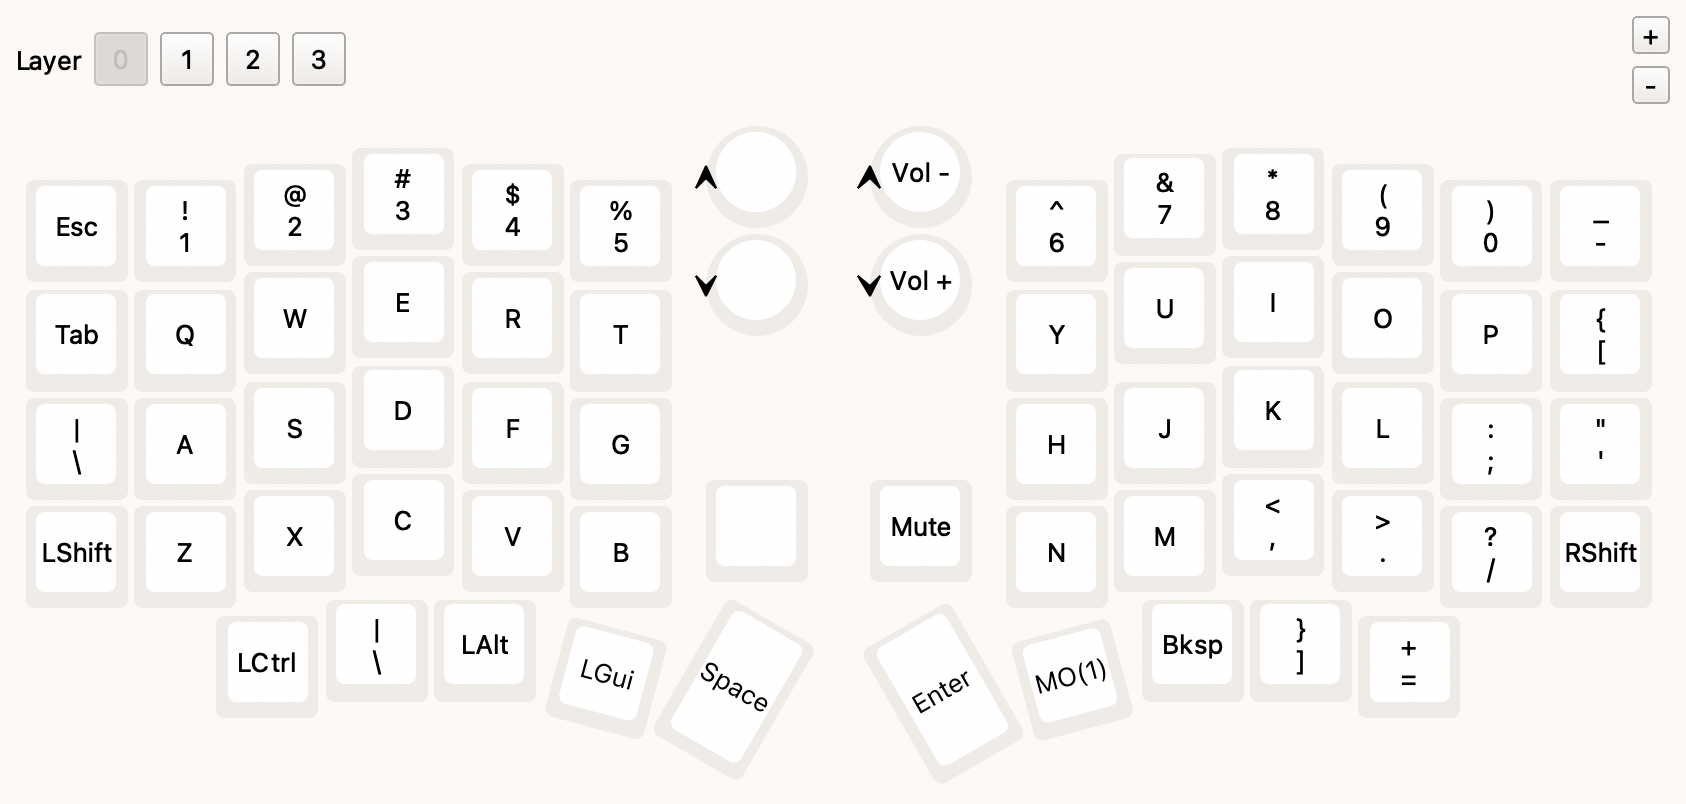 Layer 0 1 2 3
+
-
Esc
!
1
@
2
#
3
$
4
%
5
Vol -
^
6
&
7
*
8
(
9
)
0
_
-
Vol +
Tab
Q
W
E
R
T
Y
U
I
O
P
{
[
|
\
A
S
D
F
G
H
J
K
L
:
;
"
'
LShift
Z
X
C
V
B
Mute
N
M
<
,
>
.
?
/
RShift
LCtrl
|
\
LAlt
LGui
Space
Enter
MO(1)
Bksp
}
]
+
=